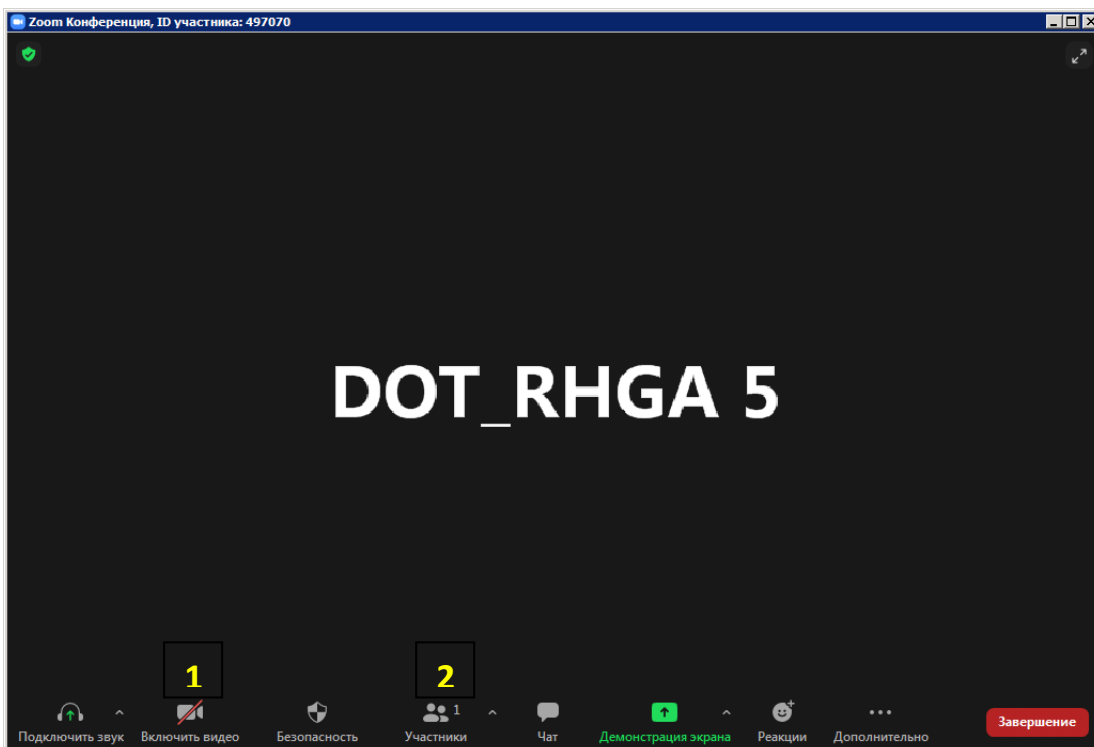 Zoom Конференция, ID участника: 497070
DOT_RHGA 5
1 2
1
Подключить звук Включить видео Безопасность Участники Чат Демонстрация экрана Реакции Дополнительно Завершение